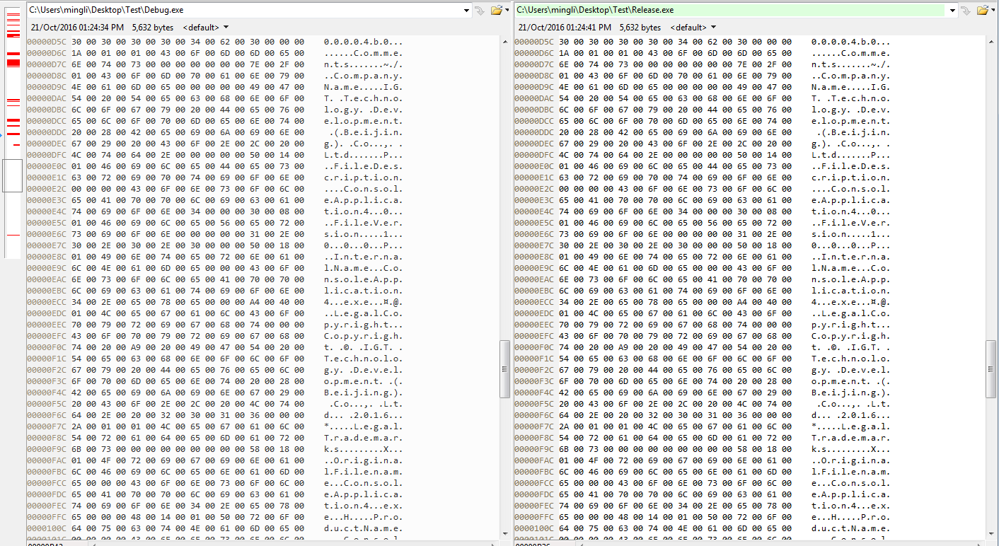 C:\Users\mingli\Desktop\Test\Debug.exe
21/Oct/2016 01:24:34 PM 5,632 bytes <default>
00000D5C 30 00 30 00 30 00 30 00 34 00 62 00 30 00 00 00 0.0.0.0.4.b.0...
00000D6C 1A 00 01 00 01 00 43 00 6F 00 6D 00 6D 00 65 00 ......C.o.m.m.e.
00000D7C 6E 00 74 00 73 00 00 00 00 00 00 00 7E 00 2F 00 n.t.s.......~./.
00000D8C 01 00 43 00 6F 00 6D 00 70 00 61 00 6E 00 79 00 ..C.o.m.p.a.n.y.
00000D9C 4E 00 61 00 6D 00 65 00 00 00 00 00 49 00 47 00 N.a.m.e.....I.G.
00000DAC 54 00 20 00 54 00 65 00 63 00 68 00 6E 00 6F 00 T. .T.e.c.h.n.o.
00000DBC 6C 00 6F 00 67 00 79 00 20 00 44 00 65 00 76 00 l.o.g.y. .D.e.v.
00000DCC 65 00 6C 00 6F 00 70 00 6D 00 65 00 6E 00 74 00 e.l.o.p.m.e.n.t.
00000DDC 20 00 28 00 42 00 65 00 69 00 6A 00 69 00 6E 00 .(.B.e.i.j.i.n.
00000DEC 67 00 29 00 20 00 43 00 6F 00 2E 00 2C 00 20 00 g.). .C.o...,. .
00000DFC 4C 00 74 00 64 00 2E 00 00 00 00 00 50 00 14 00 L.t.d.......P...
00000E0C 01 00 46 00 69 00 6C 00 65 00 44 00 65 00 73 00 ..F.i.l.e.D.e.s.
00000E1C 63 00 72 00 69 00 70 00 74 00 69 00 6F 00 6E 00 c.r.i.p.t.i.o.n.
00000E2C 00 00 00 00 43 00 6F 00 6E 00 73 00 6F 00 6C 00 ....C.o.n.s.o.l.
00000E3C 65 00 41 00 70 00 70 00 6C 00 69 00 63 00 61 00 e.A.p.p.l.i.c.a.
00000E4C 74 00 69 00 6F 00 6E 00 34 00 00 00 30 00 08 00 t.i.o.n.4...0...
00000E5C 01 00 46 00 69 00 6C 00 65 00 56 00 65 00 72 00 ..F.i.l.e.V.e.r.
00000E6C 73 00 69 00 6F 00 6E 00 00 00 00 00 31 00 2E 00 s.i.o.n.....1...
00000E7C 30 00 2E 00 30 00 2E 00 30 00 00 00 50 00 18 00 0...0...0...P...
00000E8C 01 00 49 00 6E 00 74 00 65 00 72 00 6E 00 61 00 ..I.n.t.e.r.n.a.
00000E9C 6C 00 4E 00 61 00 6D 00 65 00 00 00 43 00 6F 00 l.N.a.m.e...C.o.
00000EAC 6E 00 73 00 6F 00 6C 00 65 00 41 00 70 00 70 00 n.s.o.l.e.A.p.p.
00000EBC 6C 00 69 00 63 00 61 00 74 00 69 00 6F 00 6E 00 l.i.c.a.t.i.o.n.
00000ECC 34 00 2E 00 65 00 78 00 65 00 00 00 A4 00 40 00 4...e.x.e...¤.@.
00000EDC 01 00 4C 00 65 00 67 00 61 00 6C 00 43 00 6F 00 ..L.e.g.a.l.C.o.
00000EEC 70 00 79 00 72 00 69 00 67 00 68 00 74 00 00 00 p.y.r.i.g.h.t...
00000EFC 43 00 6F 00 70 00 79 00 72 00 69 00 67 00 68 00 C.o.p.y.r.i.g.h.
00000F0C 74 00 20 00 A9 00 20 00 49 00 47 00 54 00 20 00 t. .©. .I.G.T. .
00000F1C 54 00 65 00 63 00 68 00 6E 00 6F 00 6C 00 6F 00 T.e.c.h.n.o.l.o.
00000F2C 67 00 79 00 20 00 44 00 65 00 76 00 65 00 6C 00 g.y. .D.e.v.e.l.
00000F3C 6F 00 70 00 6D 00 65 00 6E 00 74 00 20 00 28 00 o.p.m.e.n.t. .(.
00000F4C 42 00 65 00 69 00 6A 00 69 00 6E 00 67 00 29 00 B.e.i.j.i.n.g.).
00000F5C 20 00 43 00 6F 00 2E 00 2C 00 20 00 4C 00 74 00 .C.o...,. .L.t.
00000F6C 64 00 2E 00 20 00 32 00 30 00 31 00 36 00 00 00 d... .2.0.1.6...
00000F7C 2A 00 01 00 01 00 4C 00 65 00 67 00 61 00 6C 00 *.....L.e.g.a.l.
00000F8C 54 00 72 00 61 00 64 00 65 00 6D 00 61 00 72 00 T.r.a.d.e.m.a.r.
00000F9C 6B 00 73 00 00 00 00 00 00 00 00 00 58 00 18 00 k.s.........X...
00000FAC 01 00 4F 00 72 00 69 00 67 00 69 00 6E 00 61 00 ..O.r.i.g.i.n.a.
00000FBC 6C 00 46 00 69 00 6C 00 65 00 6E 00 61 00 6D 00 l.F.i.l.e.n.a.m.
00000FCC 65 00 00 00 43 00 6F 00 6E 00 73 00 6F 00 6C 00 e...C.o.n.s.o.l.
00000FDC 65 00 41 00 70 00 70 00 6C 00 69 00 63 00 61 00 e.A.p.p.l.i.c.a.
00000FEC 74 00 69 00 6F 00 6E 00 34 00 2E 00 65 00 78 00 t.i.o.n.4...e.x.
00000FFC 65 00 00 00 48 00 14 00 01 00 50 00 72 00 6F 00 e...H.....P.r.o.
0000100C 64 00 75 00 63 00 74 00 4E 00 61 00 6D 00 65 00 d.u.c.t.N.a.m.e.
C:\Users\mingli\Desktop\Test\Release.exe
21/Oct/2016 01:24:41 PM 5,632 bytes <default>
00000D5C 30 00 30 00 30 00 30 00 34 00 62 00 30 00 00 00 0.0.0.0.4.b.0...
00000D6C 1A 00 01 00 01 00 43 00 6F 00 6D 00 6D 00 65 00 ......C.o.m.m.e.
00000D7C 6E 00 74 00 73 00 00 00 00 00 00 00 7E 00 2F 00 n.t.s.......~./.
00000D8C 01 00 43 00 6F 00 6D 00 70 00 61 00 6E 00 79 00 ..C.o.m.p.a.n.y.
00000D9C 4E 00 61 00 6D 00 65 00 00 00 00 00 49 00 47 00 N.a.m.e.....I.G.
00000DAC 54 00 20 00 54 00 65 00 63 00 68 00 6E 00 6F 00 T. .T.e.c.h.n.o.
00000DBC 6C 00 6F 00 67 00 79 00 20 00 44 00 65 00 76 00 l.o.g.y. .D.e.v.
00000DCC 65 00 6C 00 6F 00 70 00 6D 00 65 00 6E 00 74 00 e.l.o.p.m.e.n.t.
00000DDC 20 00 28 00 42 00 65 00 69 00 6A 00 69 00 6E 00 .(.B.e.i.j.i.n.
00000DEC 67 00 29 00 20 00 43 00 6F 00 2E 00 2C 00 20 00 g.). .C.o...,. .
00000DFC 4C 00 74 00 64 00 2E 00 00 00 00 00 50 00 14 00 L.t.d.......P...
00000E0C 01 00 46 00 69 00 6C 00 65 00 44 00 65 00 73 00 ..F.i.l.e.D.e.s.
00000E1C 63 00 72 00 69 00 70 00 74 00 69 00 6F 00 6E 00 c.r.i.p.t.i.o.n.
00000E2C 00 00 00 00 43 00 6F 00 6E 00 73 00 6F 00 6C 00 ....C.o.n.s.o.l.
00000E3C 65 00 41 00 70 00 70 00 6C 00 69 00 63 00 61 00 e.A.p.p.l.i.c.a.
00000E4C 74 00 69 00 6F 00 6E 00 34 00 00 00 30 00 08 00 t.i.o.n.4...0...
00000E5C 01 00 46 00 69 00 6C 00 65 00 56 00 65 00 72 00 ..F.i.l.e.V.e.r.
00000E6C 73 00 69 00 6F 00 6E 00 00 00 00 00 31 00 2E 00 s.i.o.n.....1...
00000E7C 30 00 2E 00 30 00 2E 00 30 00 00 00 50 00 18 00 0...0...0...P...
00000E8C 01 00 49 00 6E 00 74 00 65 00 72 00 6E 00 61 00 ..I.n.t.e.r.n.a.
00000E9C 6C 00 4E 00 61 00 6D 00 65 00 00 00 43 00 6F 00 l.N.a.m.e...C.o.
00000EAC 6E 00 73 00 6F 00 6C 00 65 00 41 00 70 00 70 00 n.s.o.l.e.A.p.p.
00000EBC 6C 00 69 00 63 00 61 00 74 00 69 00 6F 00 6E 00 l.i.c.a.t.i.o.n.
00000ECC 34 00 2E 00 65 00 78 00 65 00 00 00 A4 00 40 00 4...e.x.e...¤.@.
00000EDC 01 00 4C 00 65 00 67 00 61 00 6C 00 43 00 6F 00 ..L.e.g.a.l.C.o.
00000EEC 70 00 79 00 72 00 69 00 67 00 68 00 74 00 00 00 p.y.r.i.g.h.t...
00000EFC 43 00 6F 00 70 00 79 00 72 00 69 00 67 00 68 00 C.o.p.y.r.i.g.h.
00000F0C 74 00 20 00 A9 00 20 00 49 00 47 00 54 00 20 00 t. .©. .I.G.T. .
00000F1C 54 00 65 00 63 00 68 00 6E 00 6F 00 6C 00 6F 00 T.e.c.h.n.o.l.o.
00000F2C 67 00 79 00 20 00 44 00 65 00 76 00 65 00 6C 00 g.y. .D.e.v.e.l.
00000F3C 6F 00 70 00 6D 00 65 00 6E 00 74 00 20 00 28 00 o.p.m.e.n.t. .(.
00000F4C 42 00 65 00 69 00 6A 00 69 00 6E 00 67 00 29 00 B.e.i.j.i.n.g.).
00000F5C 20 00 43 00 6F 00 2E 00 2C 00 20 00 4C 00 74 00 .C.o...,. .L.t.
00000F6C 64 00 2E 00 20 00 32 00 30 00 31 00 36 00 00 00 d... .2.0.1.6...
00000F7C 2A 00 01 00 01 00 4C 00 65 00 67 00 61 00 6C 00 *.....L.e.g.a.l.
00000F8C 54 00 72 00 61 00 64 00 65 00 6D 00 61 00 72 00 T.r.a.d.e.m.a.r.
00000F9C 6B 00 73 00 00 00 00 00 00 00 00 00 58 00 18 00 k.s.........X...
00000FAC 01 00 4F 00 72 00 69 00 67 00 69 00 6E 00 61 00 ..O.r.i.g.i.n.a.
00000FBC 6C 00 46 00 69 00 6C 00 65 00 6E 00 61 00 6D 00 l.F.i.l.e.n.a.m.
00000FCC 65 00 00 00 43 00 6F 00 6E 00 73 00 6F 00 6C 00 e...C.o.n.s.o.l.
00000FDC 65 00 41 00 70 00 70 00 6C 00 69 00 63 00 61 00 e.A.p.p.l.i.c.a.
00000FEC 74 00 69 00 6F 00 6E 00 34 00 2E 00 65 00 78 00 t.i.o.n.4...e.x.
00000FFC 65 00 00 00 48 00 14 00 01 00 50 00 72 00 6F 00 e...H.....P.r.o.
0000100C 64 00 75 00 63 00 74 00 4E 00 61 00 6D 00 65 00 d.u.c.t.N.a.m.e.